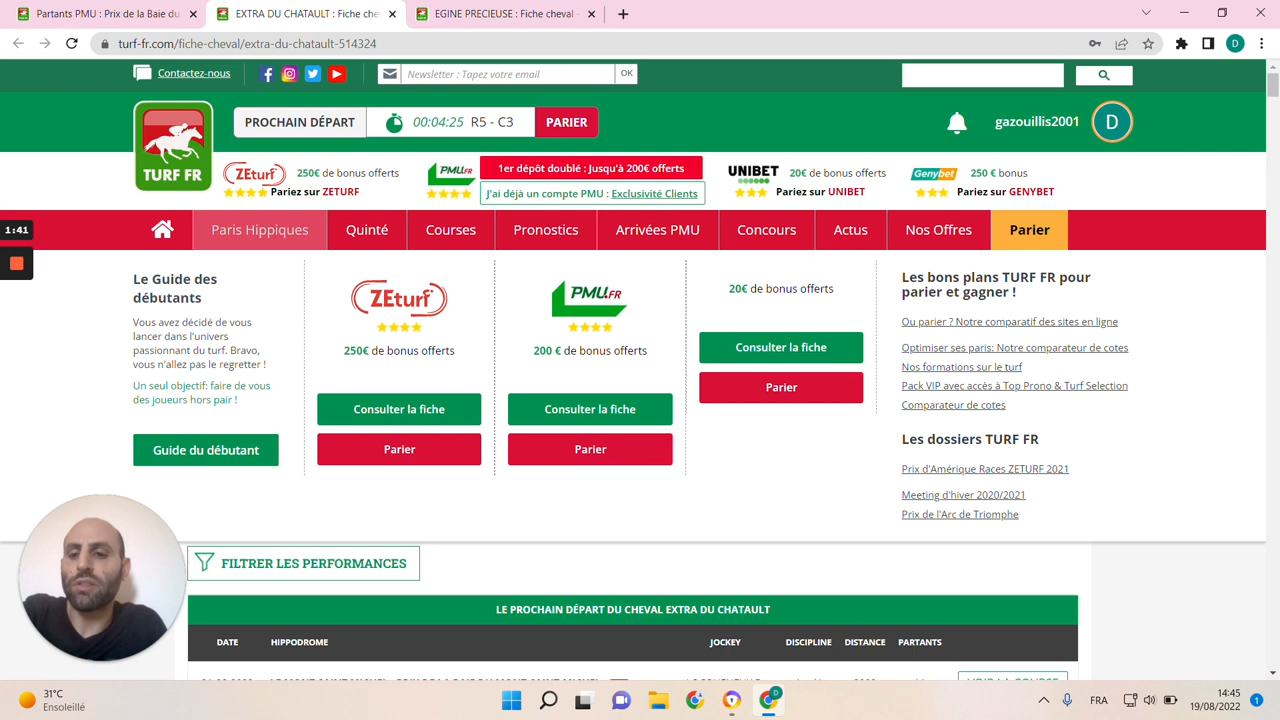 Partants PMU : Prix de la Baie du
EXTRA DU CHATAULT : Fiche che
EGINE PRECIEUSE : Fiche cheval -
turf-fr.com/fiche-cheval/extra-du-chatault-514324
D
Contactez-nous
Newsletter : Tapez votre email
OK
PROCHAIN DÉPART
00:04:25 R5 - C3
PARIER
gazouillis2001
D
TURF FR
ZEturf
250€ de bonus offerts
Pariez sur ZETURF
PMU.FR
1er dépôt doublé : Jusqu'à 200€ offerts
J'ai déjà un compte PMU : Exclusivité Clients
UNIBET
20€ de bonus offerts
Pariez sur UNIBET
Genybet
250 € bonus
Pariez sur GENYBET
1:41
Paris Hippiques
Quinté
Courses
Pronostics
Arrivées PMU
Concours
Actus
Nos Offres
Parier
Le Guide des
débutants
Vous avez décidé de vous
lancer dans l'univers
passionnant du turf. Bravo,
vous n'allez pas le regretter !
Un seul objectif: faire de vous
des joueurs hors pair !
Guide du débutant
ZEturf
250€ de bonus offerts
Consulter la fiche
Parier
PMU.FR
200 € de bonus offerts
Consulter la fiche
Parier
20€ de bonus offerts
Consulter la fiche
Parier
Les bons plans TURF FR pour
parier et gagner !
Ou parier ? Notre comparatif des sites en ligne
Optimiser ses paris: Notre comparateur de cotes
Nos formations sur le turf
Pack VIP avec accès à Top Prono & Turf Selection
Comparateur de cotes
Les dossiers TURF FR
Prix d'Amérique Races ZETURF 2021
Meeting d'hiver 2020/2021
Prix de l'Arc de Triomphe
FILTRER LES PERFORMANCES
LE PROCHAIN DÉPART DU CHEVAL EXTRA DU CHATAULT
DATE
HIPPODROME
JOCKEY
DISCIPLINE
DISTANCE
PARTANTS
VOIR LA COURSE
31°C
Ensoleillé
D
FRA
14:45
19/08/2022
1